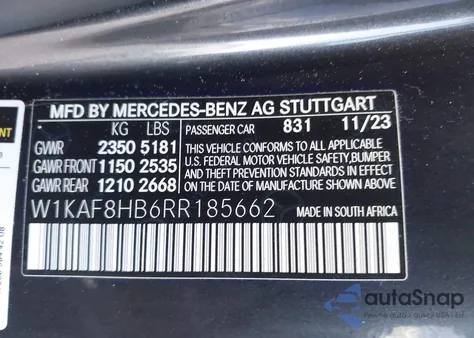 MFD BY MERCEDES-BENZ AG STUTTGART
KG LBS
GVWR 2350 5181
GAWR FRONT 1150 2535
GAWR REAR 1210 2668
PASSENGER CAR 831 11/23
THIS VEHICLE CONFORMS TO ALL APPLICABLE
U.S. FEDERAL MOTOR VEHICLE SAFETY, BUMPER
AND THEFT PREVENTION STANDARDS IN EFFECT
ON THE DATE OF MANUFACTURE SHOWN ABOVE.
W1KAF8HB6RR185662
MADE IN SOUTH AFRICA
autoSnap